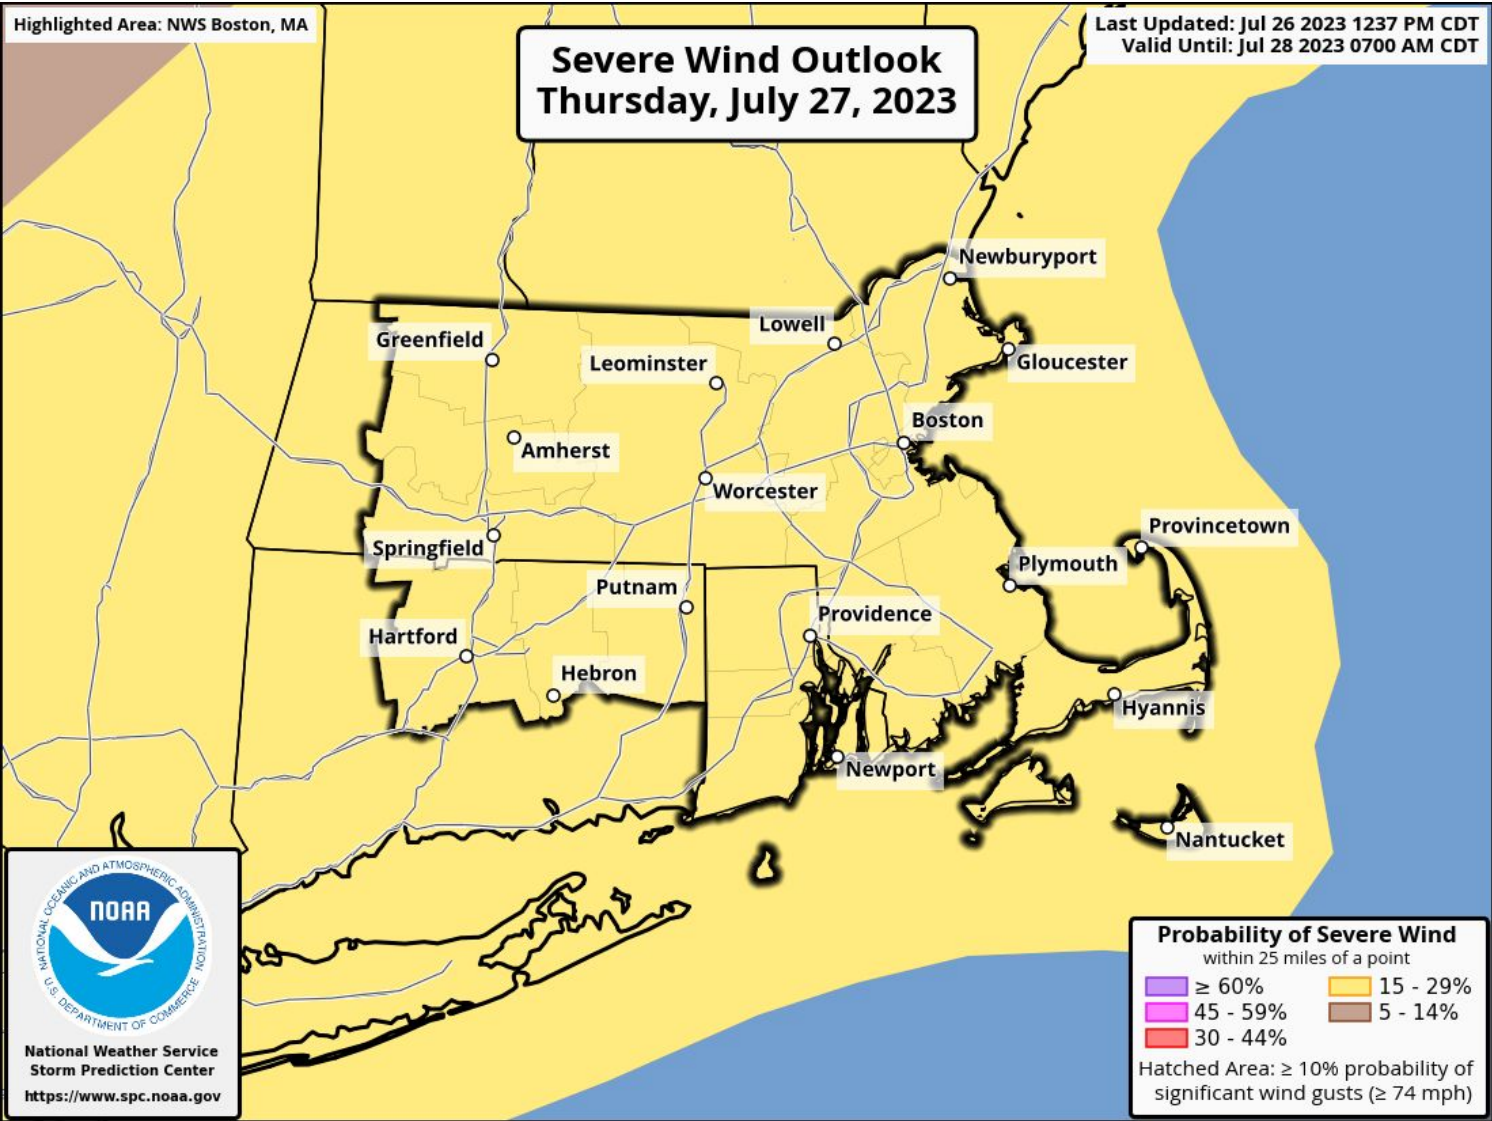 Highlighted Area: NWS Boston, MA
Severe Wind Outlook
Thursday, July 27, 2023
Last Updated: Jul 26 2023 1237 PM CDT
Valid Until: Jul 28 2023 0700 AM CDT
Newburyport
Lowell
Greenfield
Leominster
Gloucester
Boston
Amherst
Worcester
Provincetown
Springfield
Plymouth
Putnam
Providence
Hartford
Hebron
Hyannis
Newport
Nantucket
NATIONAL OCEANIC AND ATMOSPHERIC ADMINISTRATION
NOAA
U.S. DEPARTMENT OF COMMERCE
National Weather Service
Storm Prediction Center
https://www.spc.noaa.gov
Probability of Severe Wind
within 25 miles of a point
≥ 60%
15 - 29%
45 - 59%
5 - 14%
30 - 44%
Hatched Area: ≥ 10% probability of
significant wind gusts (≥ 74 mph)